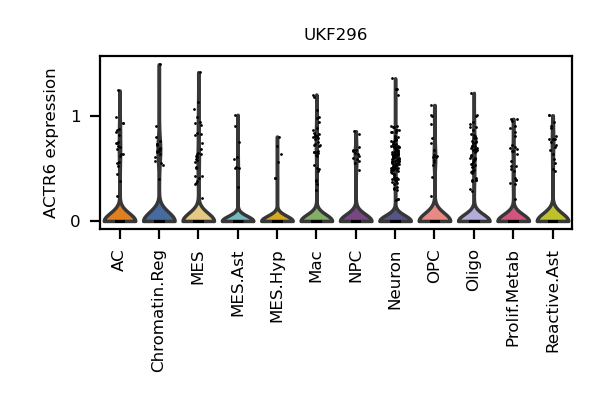 UKF296
ACTR6 expression
1
0
AC
Chromatin.Reg
MES
MES.Ast
MES.Hyp
Mac
NPC
Neuron
OPC
Oligo
Prolif.Metab
Reactive.Ast